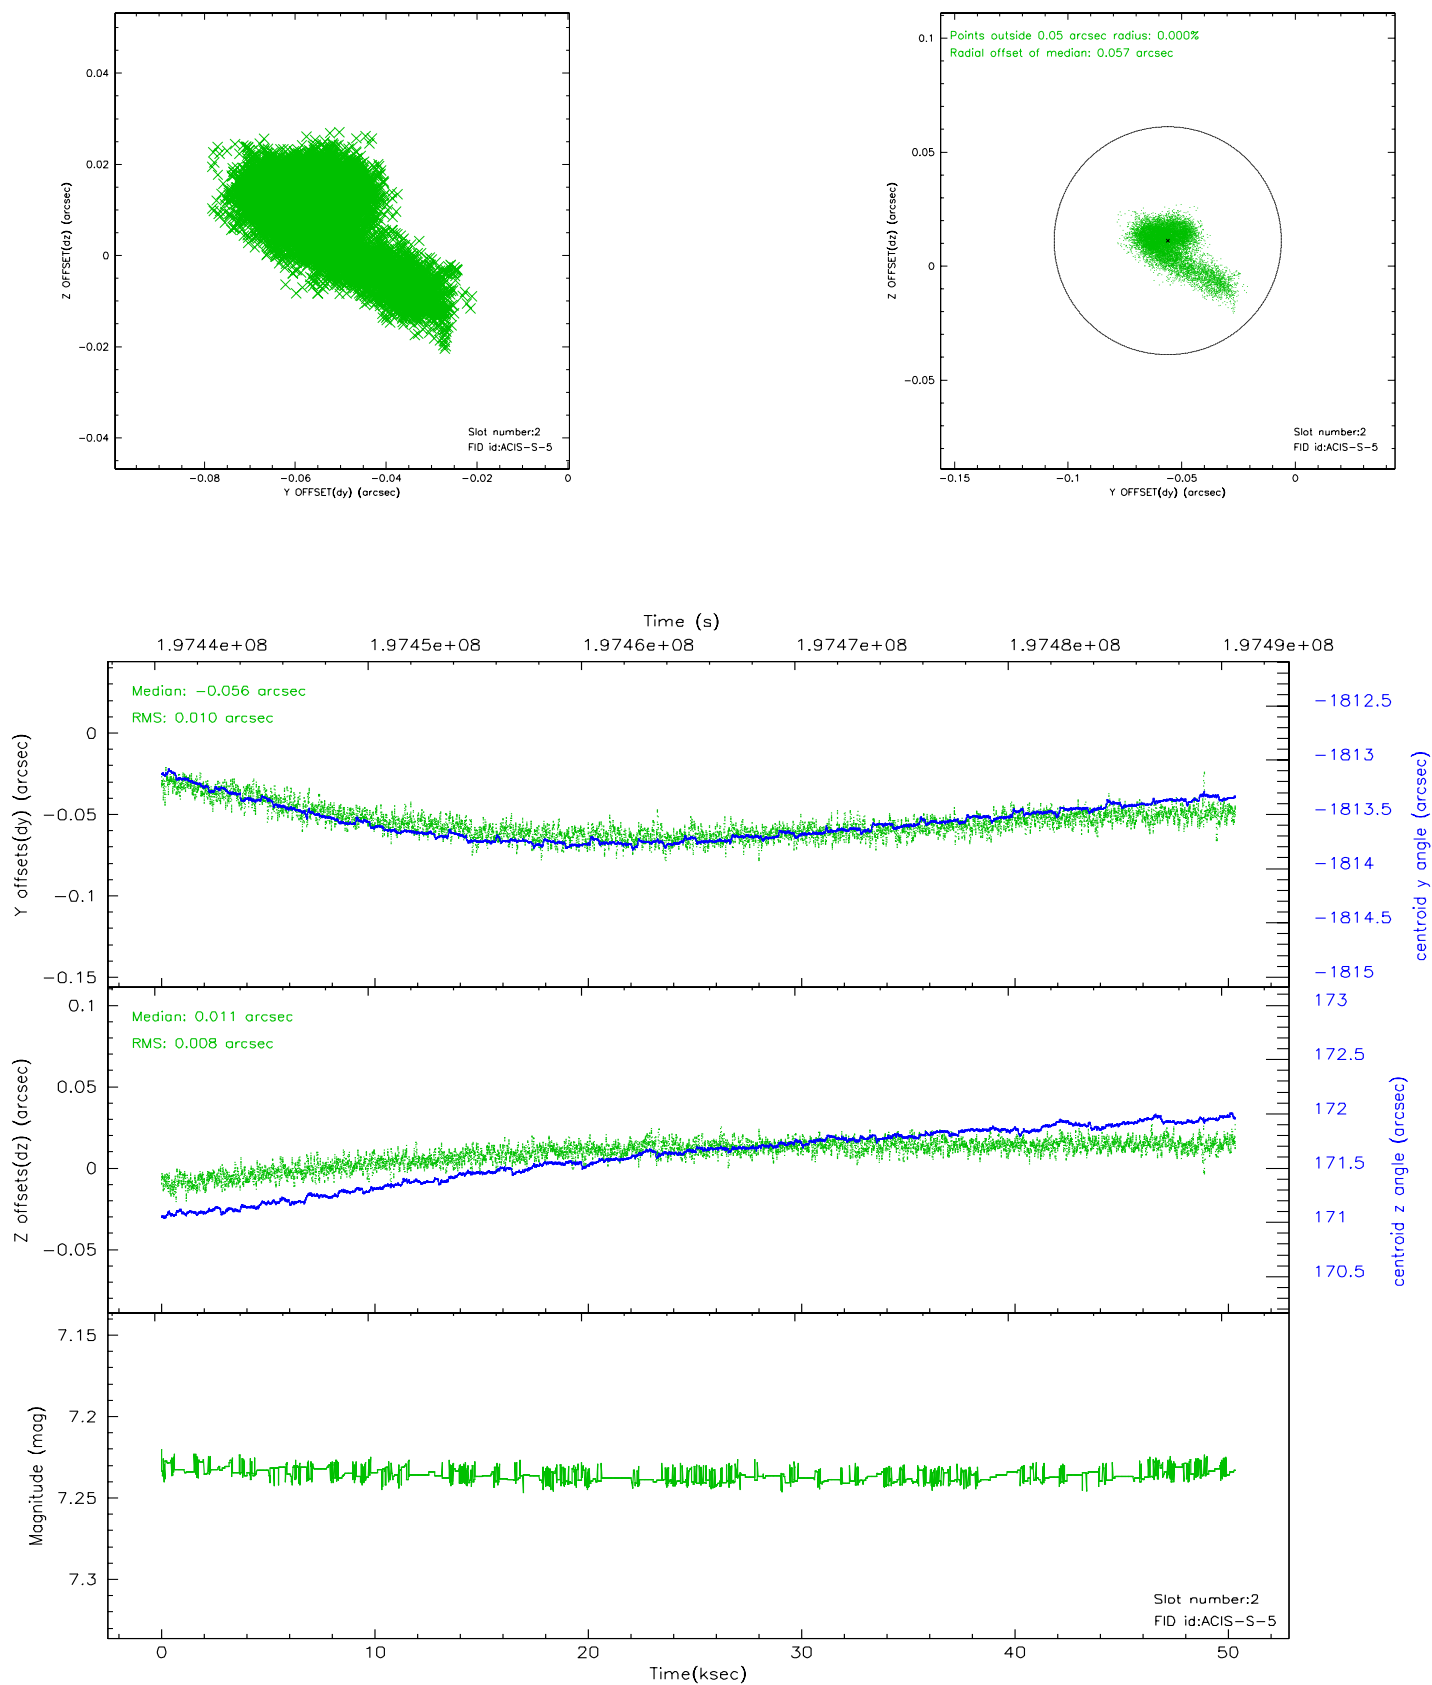 0.04
0.02
0
−0.02
−0.04
Z OFFSET(dz) (arcsec)
Slot number:2
FID id:ACIS−S−5
−0.08
−0.06
−0.04
−0.02
0
Y OFFSET(dy) (arcsec)
Points outside 0.05 arcsec radius: 0.000%
Radial offset of median: 0.057 arcsec
0.1
0.05
0
−0.05
Z OFFSET(dz) (arcsec)
Slot number:2
FID id:ACIS−S−5
−0.15
−0.1
−0.05
0
Y OFFSET(dy) (arcsec)
Time (s)
1.9744e+08
1.9745e+08
1.9746e+08
1.9747e+08
1.9748e+08
1.9749e+08
Median: −0.056 arcsec
RMS: 0.010 arcsec
0
−0.05
−0.1
−0.15
Y offsets(dy) (arcsec)
−1812.5
−1813
−1813.5
−1814
−1814.5
−1815
centroid y angle (arcsec)
Median: 0.011 arcsec
RMS: 0.008 arcsec
0.1
0.05
0
−0.05
Z offsets(dz) (arcsec)
173
172.5
172
171.5
171
170.5
centroid z angle (arcsec)
7.15
7.2
7.25
7.3
Magnitude (mag)
Slot number:2
FID id:ACIS−S−5
0
10
20
30
40
50
Time(ksec)